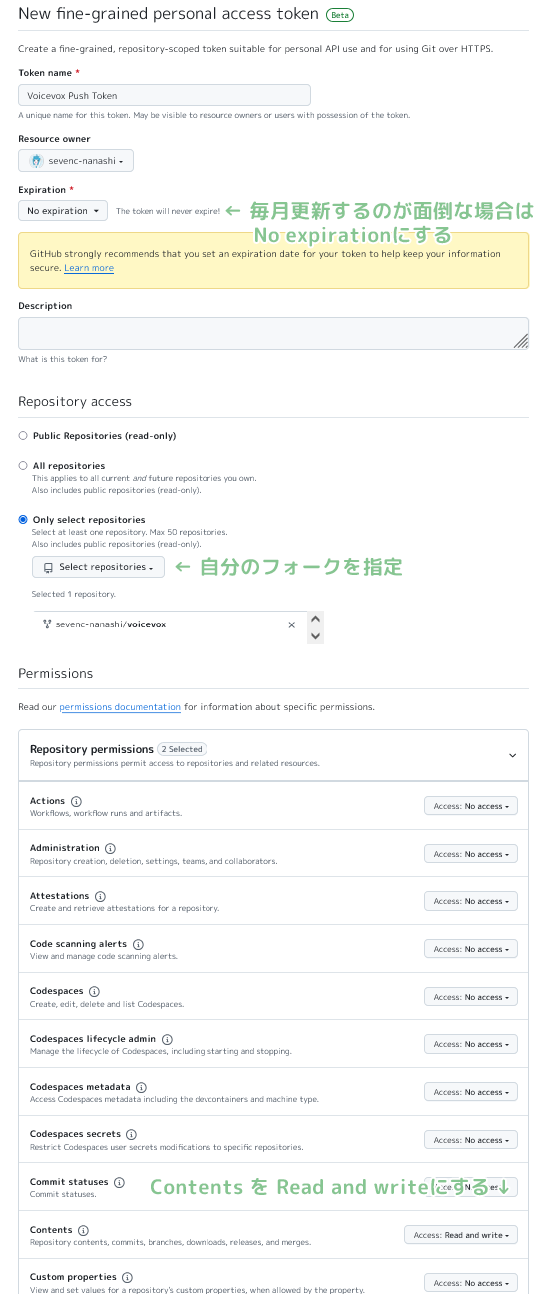 New fine-grained personal access token Beta
Create a fine-grained, repository-scoped token suitable for personal API use and for using Git over HTTPS.
Token name *
Voicevox Push Token
A unique name for this token. May be visible to resource owners or users with possession of the token.
Resource owner
sevenc-nanashi
Expiration *
No expiration The token will never expire! ← 毎月更新するのが面倒な場合は
No expirationにする
GitHub strongly recommends that you set an expiration date for your token to help keep your information
secure. Learn more
Description
What is this token for?
Repository access
Public Repositories (read-only)
All repositories
This applies to all current and future repositories you own.
Also includes public repositories (read-only).
Only select repositories
Select at least one repository. Max 50 repositories.
Also includes public repositories (read-only).
Select repositories ← 自分のフォークを指定
Selected 1 repository.
sevenc-nanashi/voicevox ×
Permissions
Read our permissions documentation for information about specific permissions.
Repository permissions 2 Selected
Repository permissions permit access to repositories and related resources.
Actions
Workflows, workflow runs and artifacts.
Access: No access
Administration
Repository creation, deletion, settings, teams, and collaborators.
Access: No access
Attestations
Create and retrieve attestations for a repository.
Access: No access
Code scanning alerts
View and manage code scanning alerts.
Access: No access
Codespaces
Create, edit, delete and list Codespaces.
Access: No access
Codespaces lifecycle admin
Manage the lifecycle of Codespaces, including starting and stopping.
Access: No access
Codespaces metadata
Access Codespaces metadata including the devcontainers and machine type.
Access: No access
Codespaces secrets
Restrict Codespaces user secrets modifications to specific repositories.
Access: No access
Commit statuses
Commit statuses.
Contents を Read and writeにする ↓
Access: No access
Contents
Repository contents, commits, branches, downloads, releases, and merges.
Access: Read and write
Custom properties
View and set values for a repository's custom properties, when allowed by the property.
Access: No access